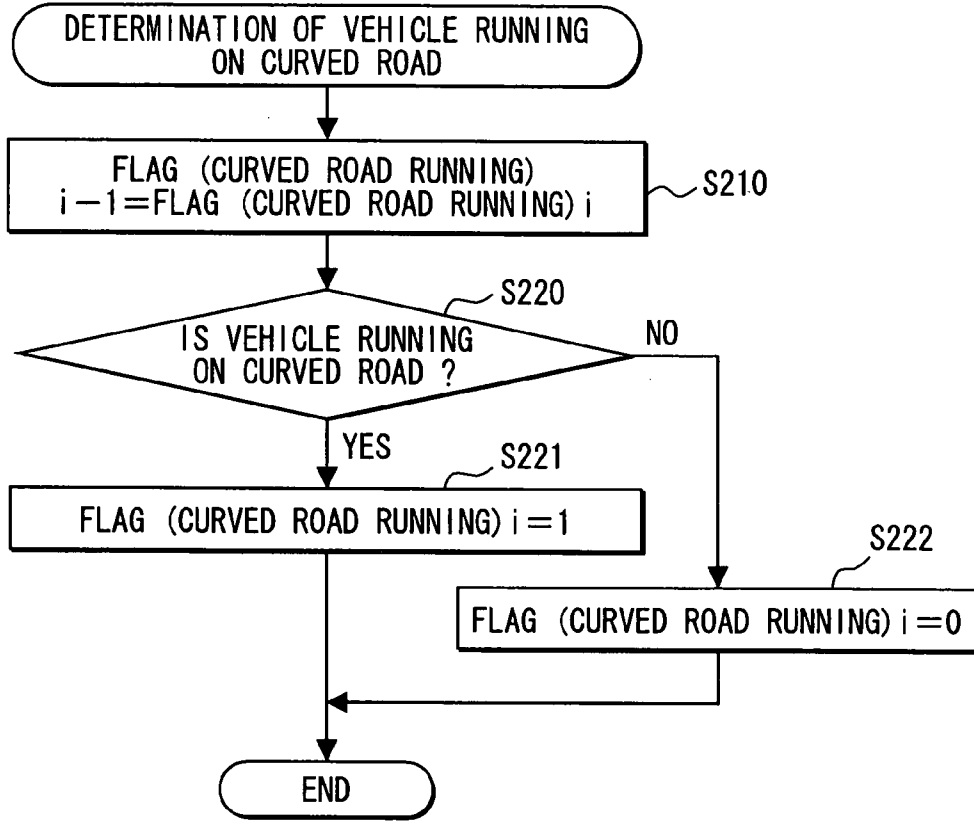 DETERMINATION OF VEHICLE RUNNING
ON CURVED ROAD
FLAG (CURVED ROAD RUNNING)
i-1=FLAG (CURVED ROAD RUNNING) i
S210
S220
IS VEHICLE RUNNING
ON CURVED ROAD ?
NO
YES
S221
FLAG (CURVED ROAD RUNNING) i=1
S222
FLAG (CURVED ROAD RUNNING) i=0
END